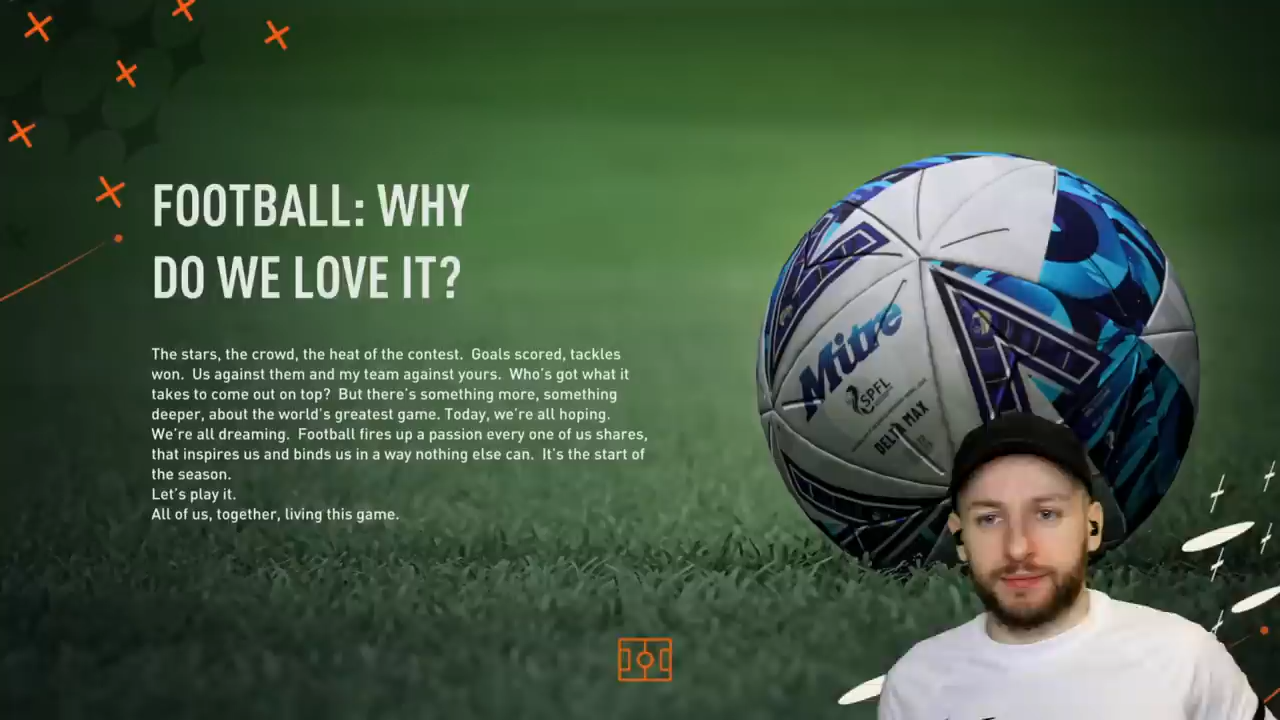 FOOTBALL: WHY
DO WE LOVE IT?
The stars, the crowd, the heat of the contest. Goals scored, tackles
won. Us against them and my team against yours. Who's got what it
takes to come out on top? But there's something more, something
deeper, about the world's greatest game. Today, we're all hoping.
We're all dreaming. Football fires up a passion every one of us shares,
that inspires us and binds us in a way nothing else can. It's the start of
the season.
Let's play it.
All of us, together, living this game.
Mitre
SPFL
DELTA MAX